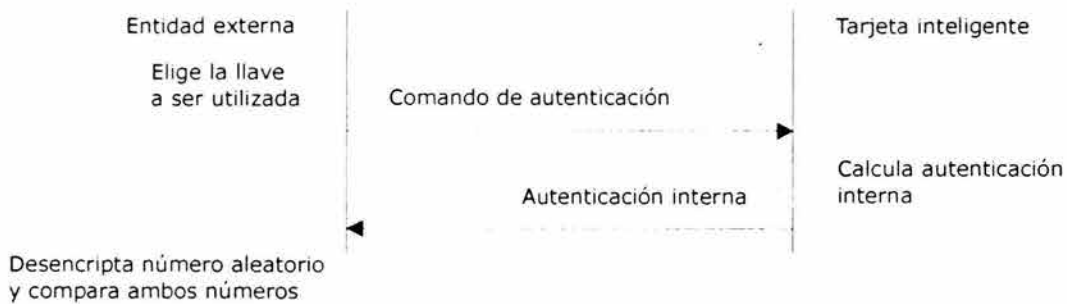 Entidad externa
Tarjeta inteligente
Elige la llave
a ser utilizada
Comando de autenticación
Calcula autenticación
interna
Autenticación interna
Desencripta número aleatorio
y compara ambos números